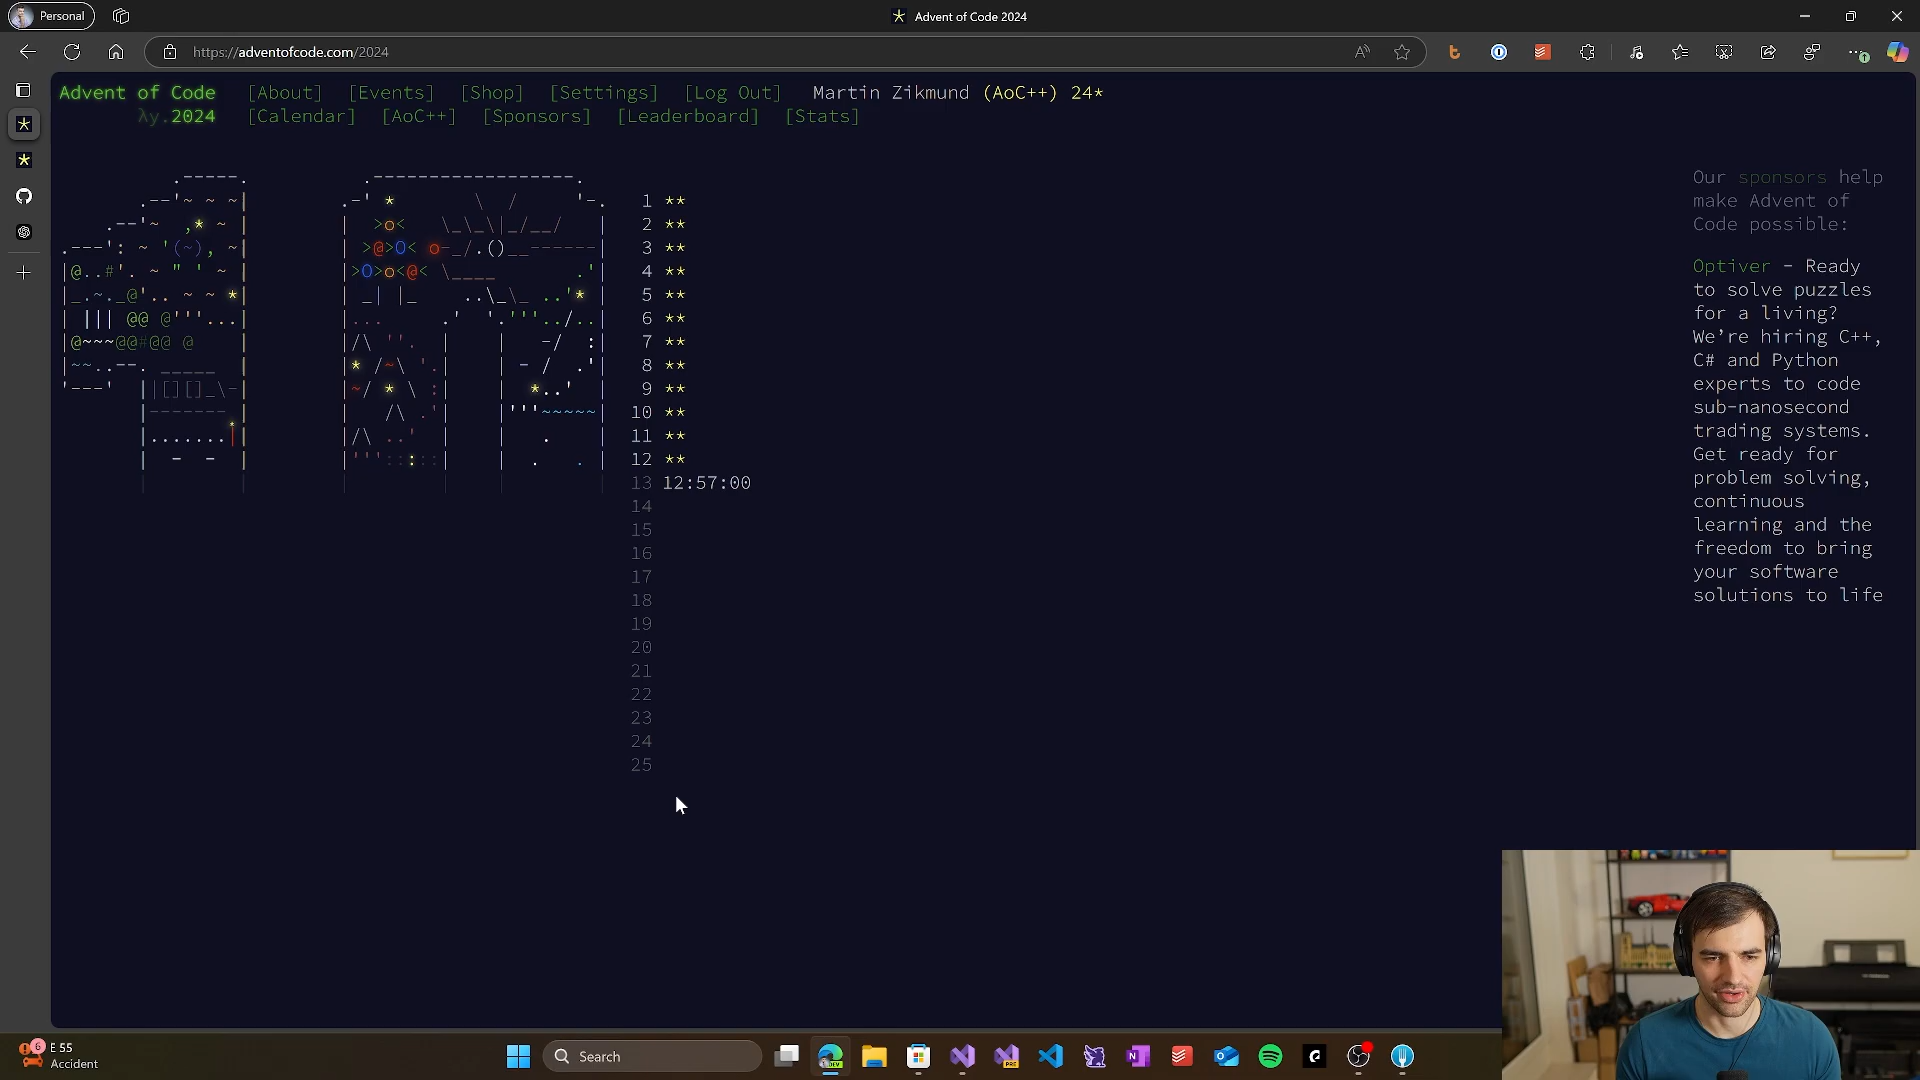 Personal
Advent of Code 2024
https://adventofcode.com/2024
Advent of Code [About] [Events] [Shop] [Settings] [Log Out] Martin Zikmund (AoC++) 24*
λy.2024 [Calendar] [AoC++] [Sponsors] [Leaderboard] [Stats]
1 **
2 **
3 **
4 **
5 **
6 **
7 **
8 **
9 **
10 **
11 **
12 **
13 12:57:00
14
15
16
17
18
19
20
21
22
23
24
25
Our sponsors help
make Advent of
Code possible:
Optiver - Ready
to solve puzzles
for a living?
We're hiring C++,
C# and Python
experts to code
sub-nanosecond
trading systems.
Get ready for
problem solving,
continuous
learning and the
freedom to bring
your software
solutions to life
6
E 55
Accident
Search
DEV
PRE